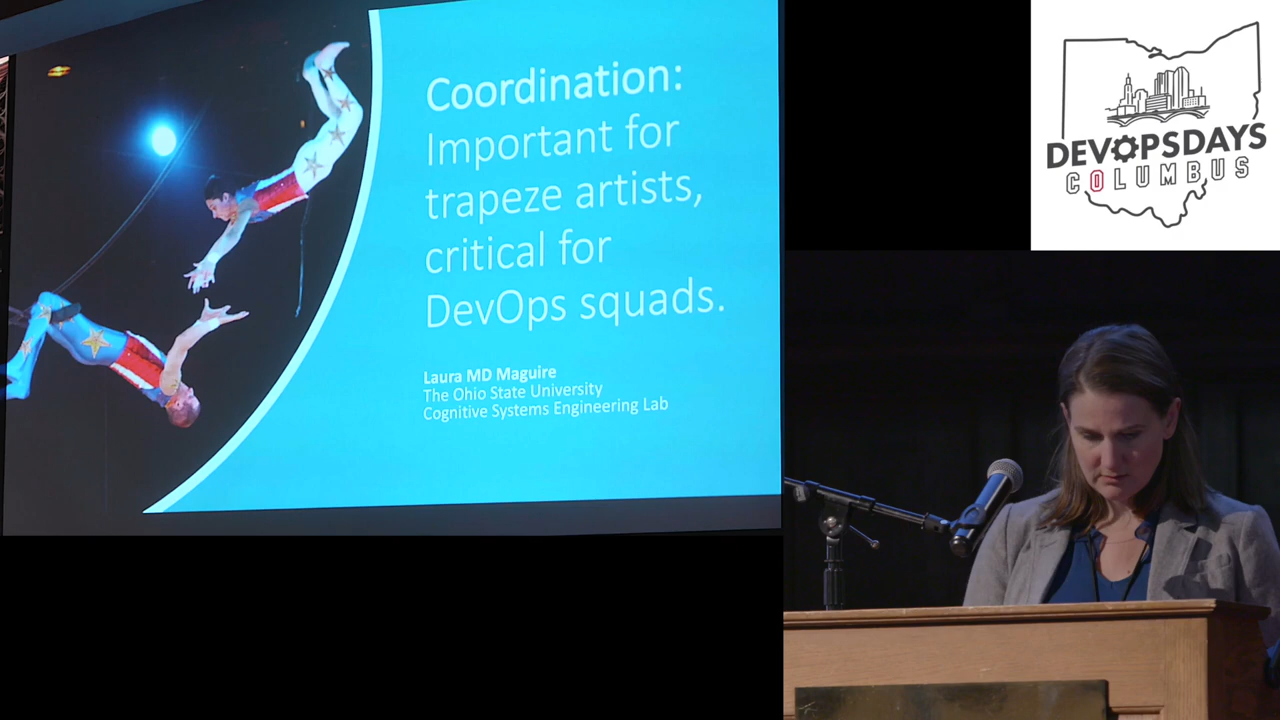 Coordination:
Important for
trapeze artists,
critical for
DevOps squads.
Laura MD Maguire
The Ohio State University
Cognitive Systems Engineering Lab
DEVOPSDAYS
COLUMBUS